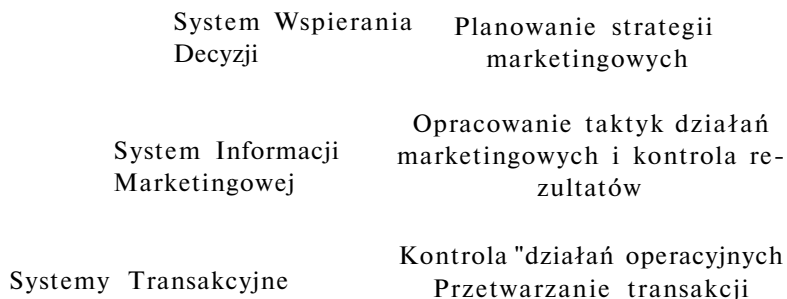 System Wspierania
Decyzji
Planowanie strategii
marketingowych
System Informacji
Marketingowej
Opracowanie taktyk działań
marketingowych i kontrola re-
zultatów
Systemy Transakcyjne
Kontrola "działań operacyjnych
Przetwarzanie transakcji